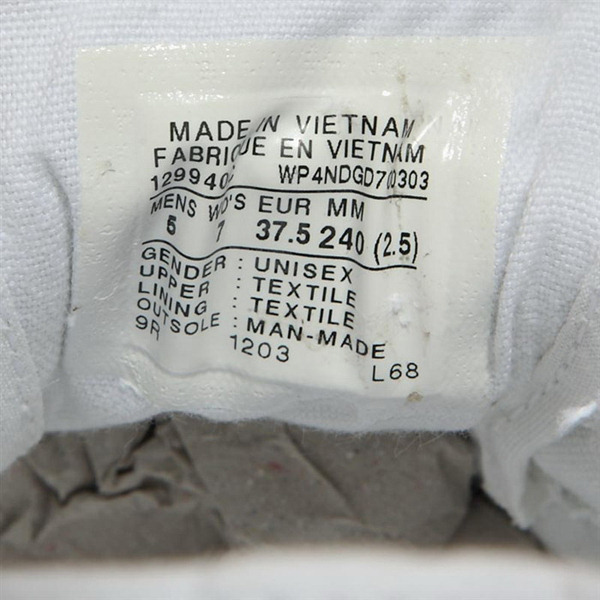 MADE IN VIETNAM
FABRIQUE EN VIETNAM
WP4NDGD700303
MENS WO'S EUR MM
5 7 37.5 240 (2.5)
GENDER : UNISEX
UPPER : TEXTILE
LINING : TEXTILE
OUTSOLE : MAN-MADE
9R 1203 L68